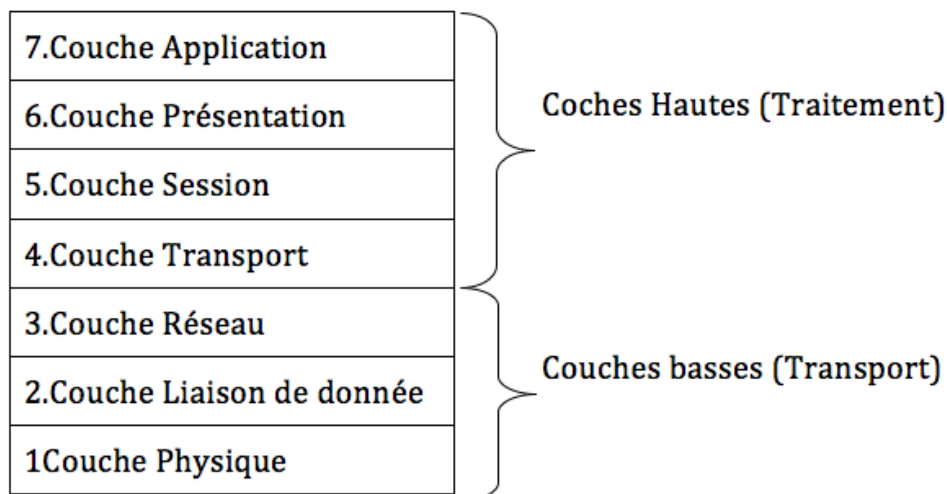 7.Couche Application
6.Couche Présentation
5.Couche Session
4.Couche Transport
3.Couche Réseau
2.Couche Liaison de donnée
1Couche Physique
Coches Hautes (Traitement)
Couches basses (Transport)